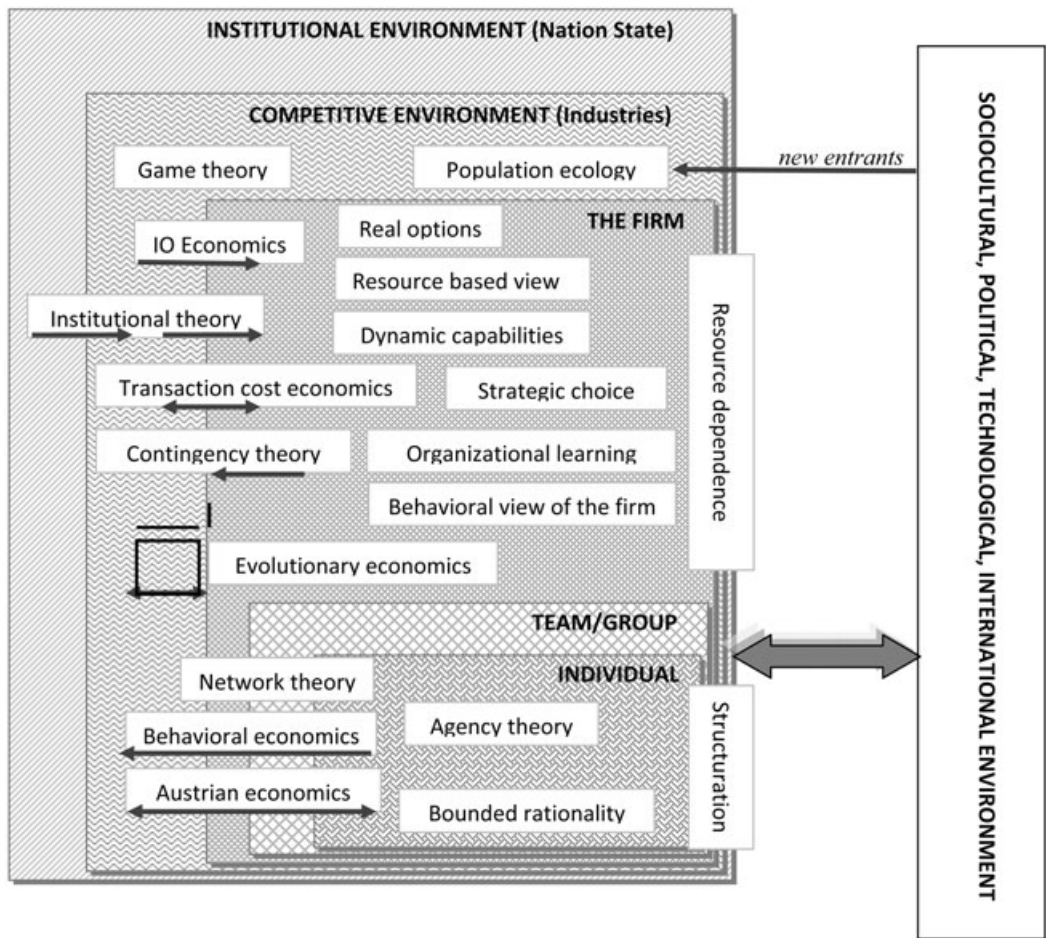 INSTITUTIONAL ENVIRONMENT (Nation State)
COMPETITIVE ENVIRONMENT (Industries)
Game theory
Population ecology
new entrants
THE FIRM
Real options
IO Economics
Resource based view
Institutional theory
Dynamic capabilities
Transaction cost economics
Strategic choice
Contingency theory
Organizational learning
Behavioral view of the firm
Evolutionary economics
Resource dependence
TEAM/GROUP
INDIVIDUAL
Network theory
Agency theory
Behavioral economics
Austrian economics
Bounded rationality
Structuration
SOCIOCULTURAL, POLITICAL, TECHNOLOGICAL, INTERNATIONAL ENVIRONMENT